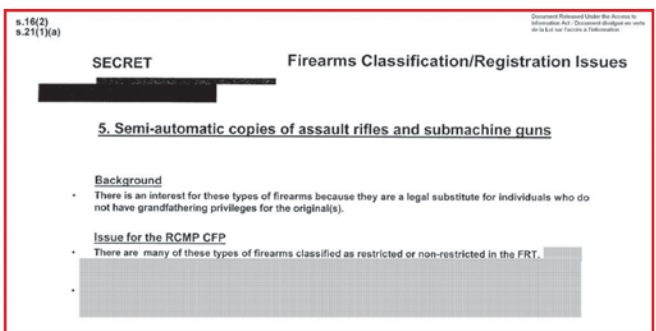 s.16(2)
s.21(1)(a)
Document Released Under the Access to
Information Act / Document divulgué en vertu
de la Loi sur l'accès à l'information
SECRET
Firearms Classification/Registration Issues
5. Semi-automatic copies of assault rifles and submachine guns
Background
· There is an interest for these types of firearms because they are a legal substitute for individuals who do
not have grandfathering privileges for the original(s).
Issue for the RCMP CFP
· There are many of these types of firearms classified as restricted or non-restricted in the FRT.
·